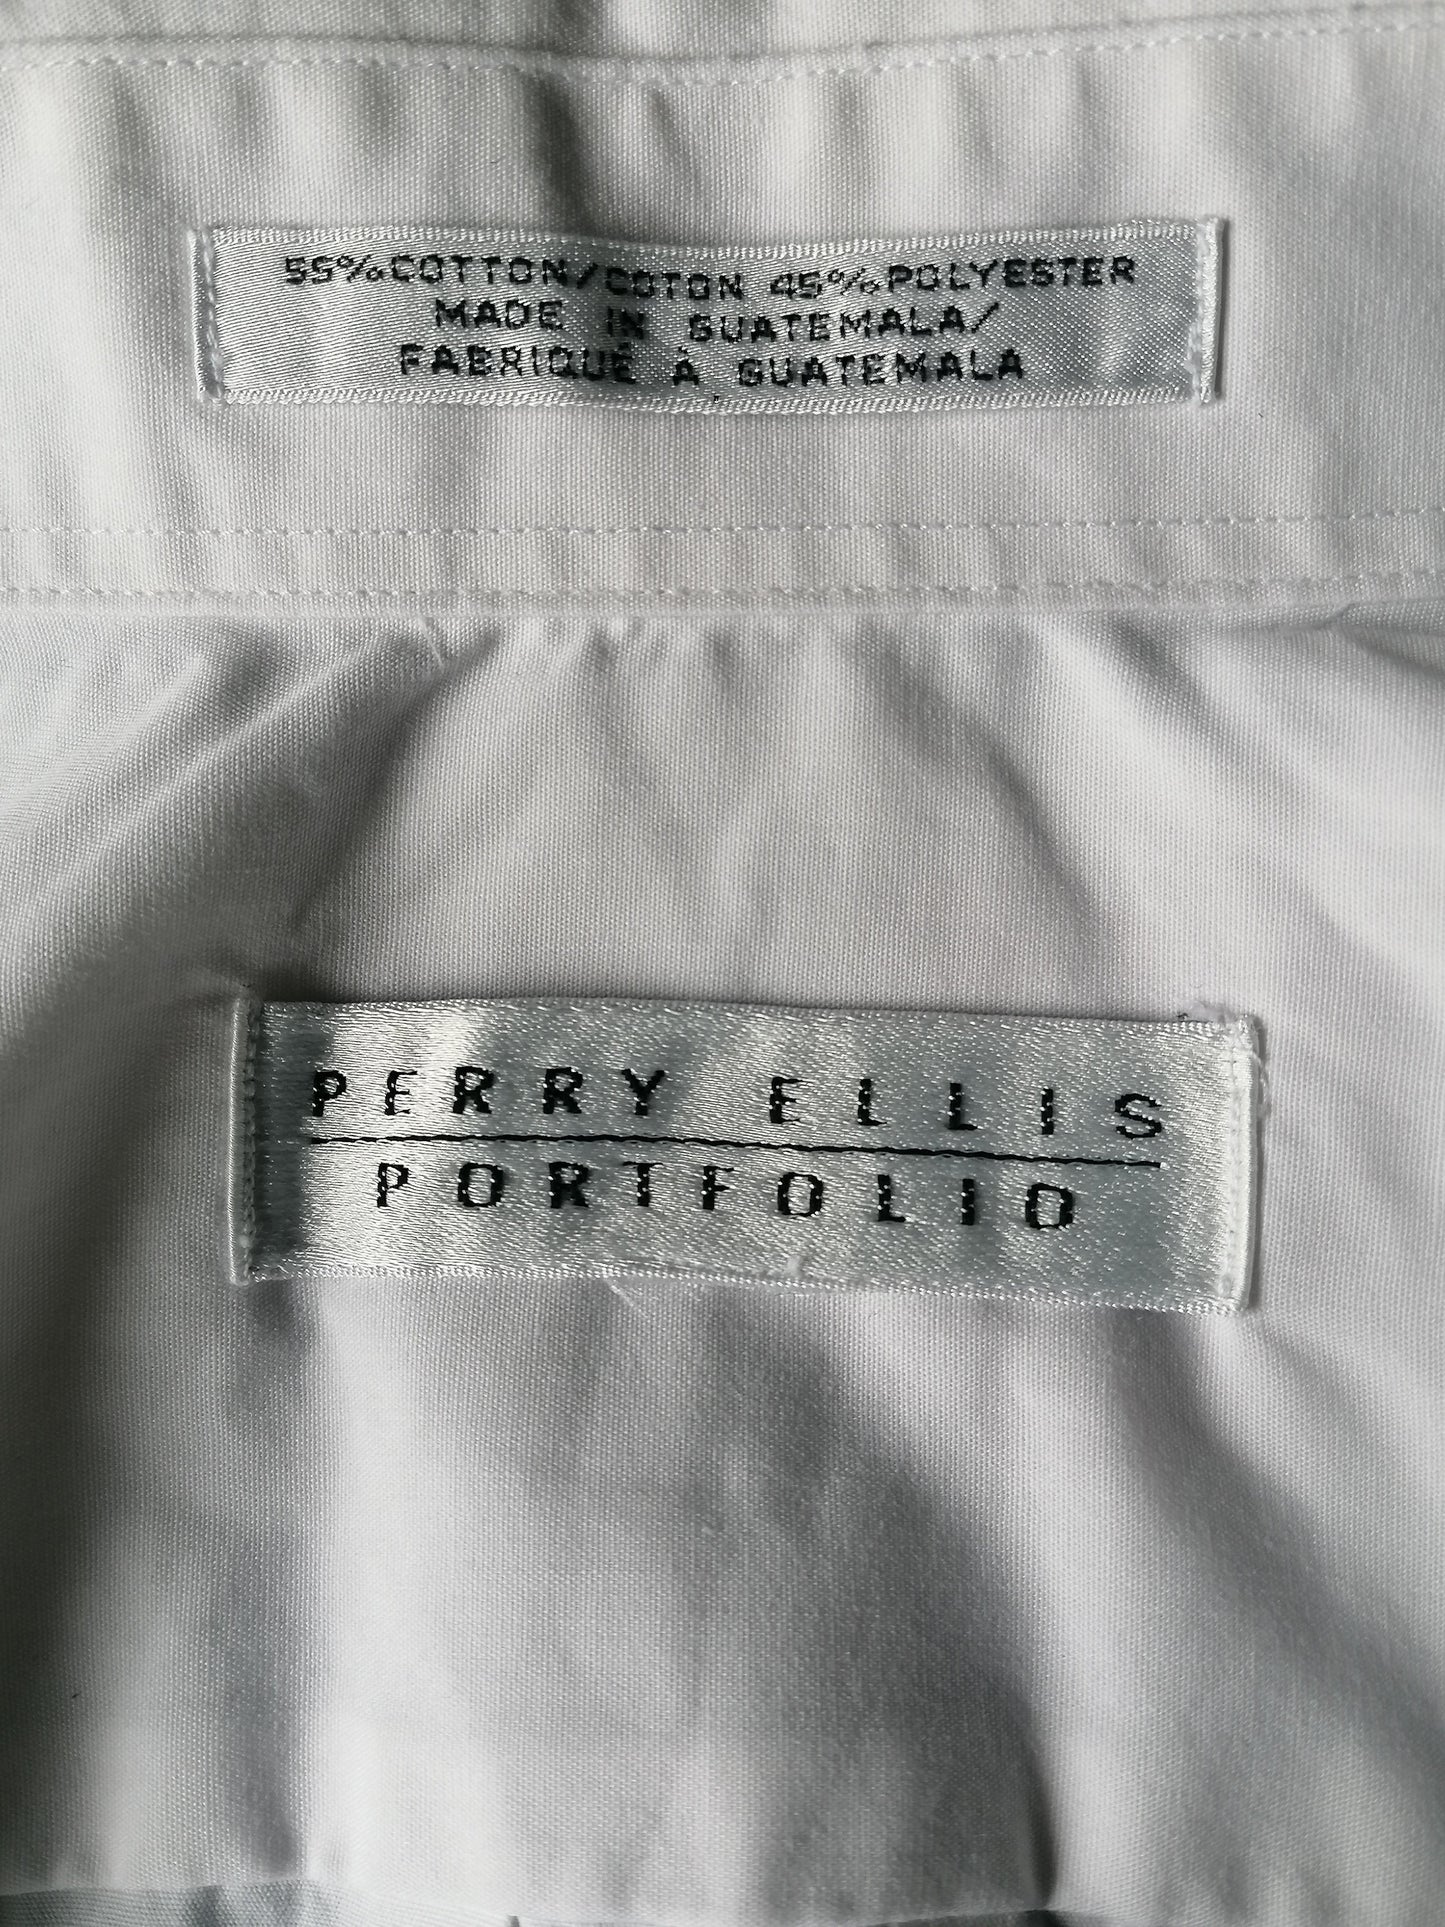 55%COTTON/COTON 45%POLYESTER
MADE IN GUATEMALA/
FABRIQUÉ À GUATEMALA
PERRY ELLIS
PORTFOLIO